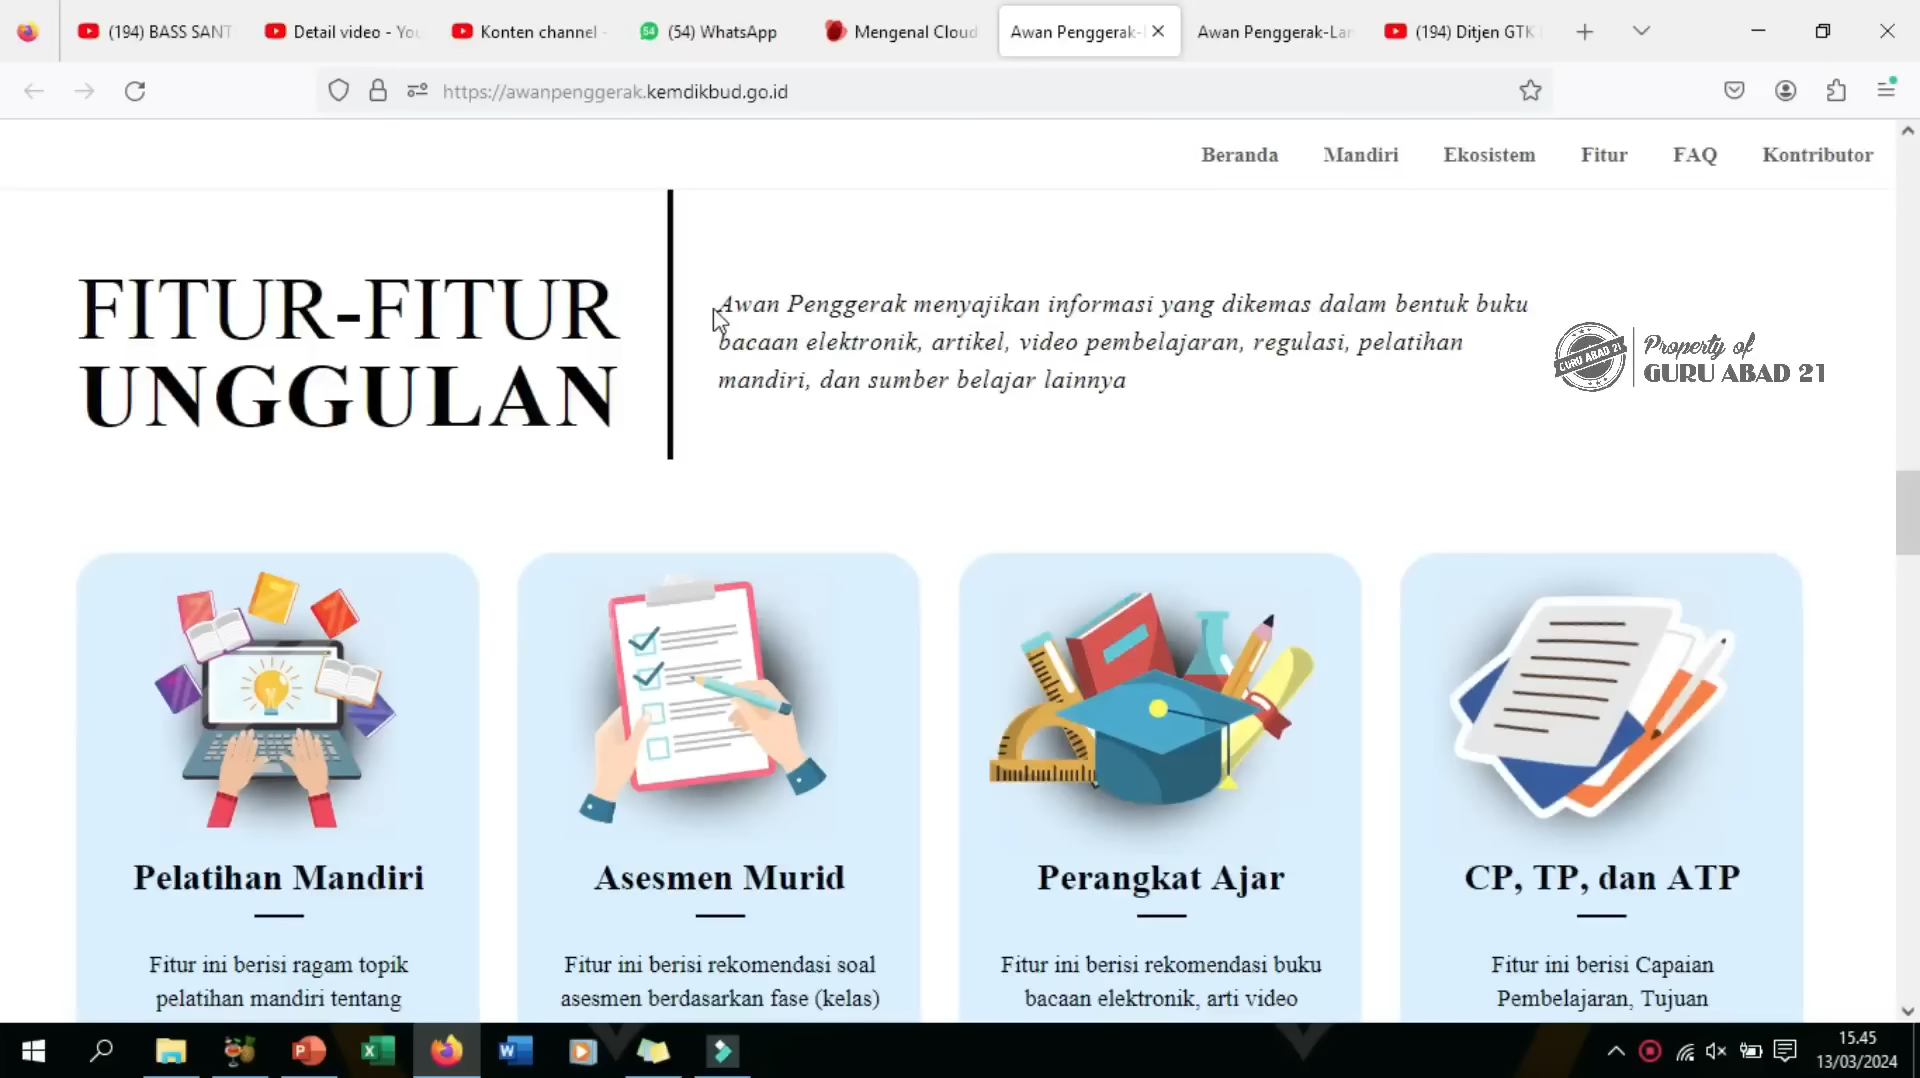 (194) BASS SANT
Detail video - You
Konten channel -
(54) WhatsApp
Mengenal Cloud
Awan Penggerak-
Awan Penggerak-Lan
(194) Ditjen GTK
https://awanpenggerak.kemdikbud.go.id
Beranda
Mandiri
Ekosistem
Fitur
FAQ
Kontributor
FITUR-FITUR
UNGGULAN
Awan Penggerak menyajikan informasi yang dikemas dalam bentuk buku
bacaan elektronik, artikel, video pembelajaran, regulasi, pelatihan
mandiri, dan sumber belajar lainnya
GURU ABAD 21
Property of
GURU ABAD 21
Pelatihan Mandiri
Fitur ini berisi ragam topik
pelatihan mandiri tentang
Asesmen Murid
Fitur ini berisi rekomendasi soal
asesmen berdasarkan fase (kelas)
Perangkat Ajar
Fitur ini berisi rekomendasi buku
bacaan elektronik, arti video
CP, TP, dan ATP
Fitur ini berisi Capaian
Pembelajaran, Tujuan
15.45
13/03/2024